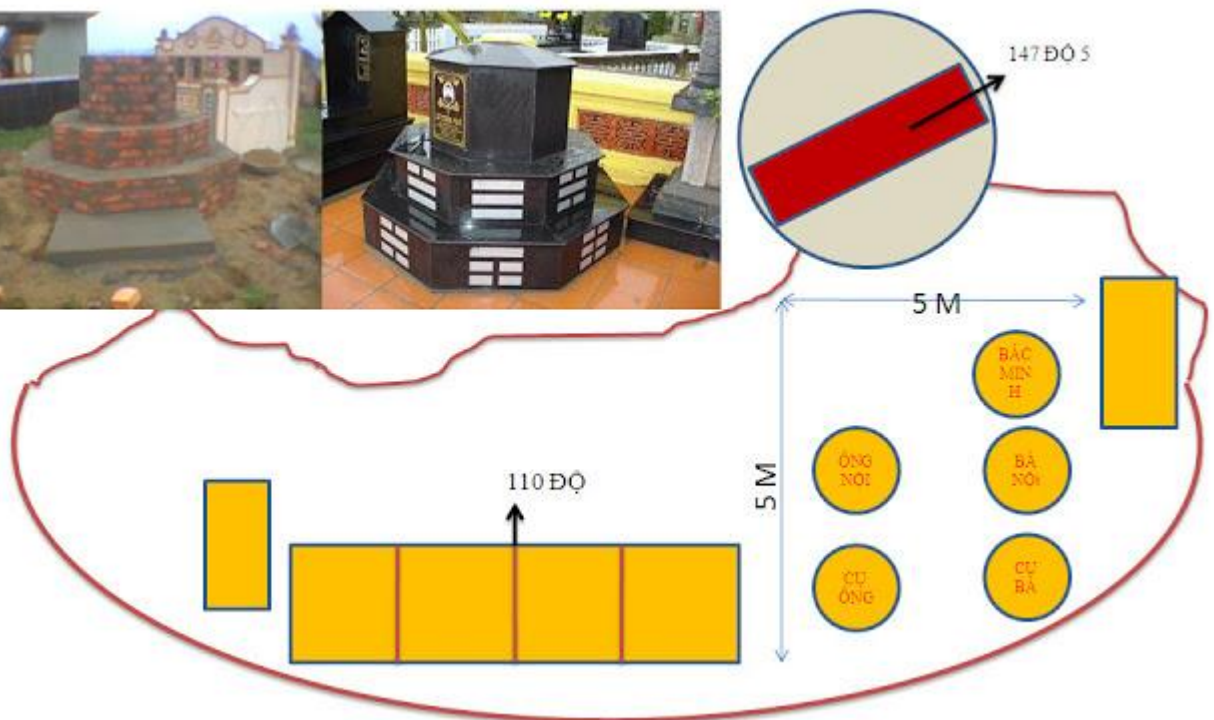 147 ĐỘ 5
5 M
BÁC
MIN
H
5 M
ÔNG
NỘI
BÀ
NỘi
110 ĐỘ
CỤ
ÔNG
CỤ
BÀ